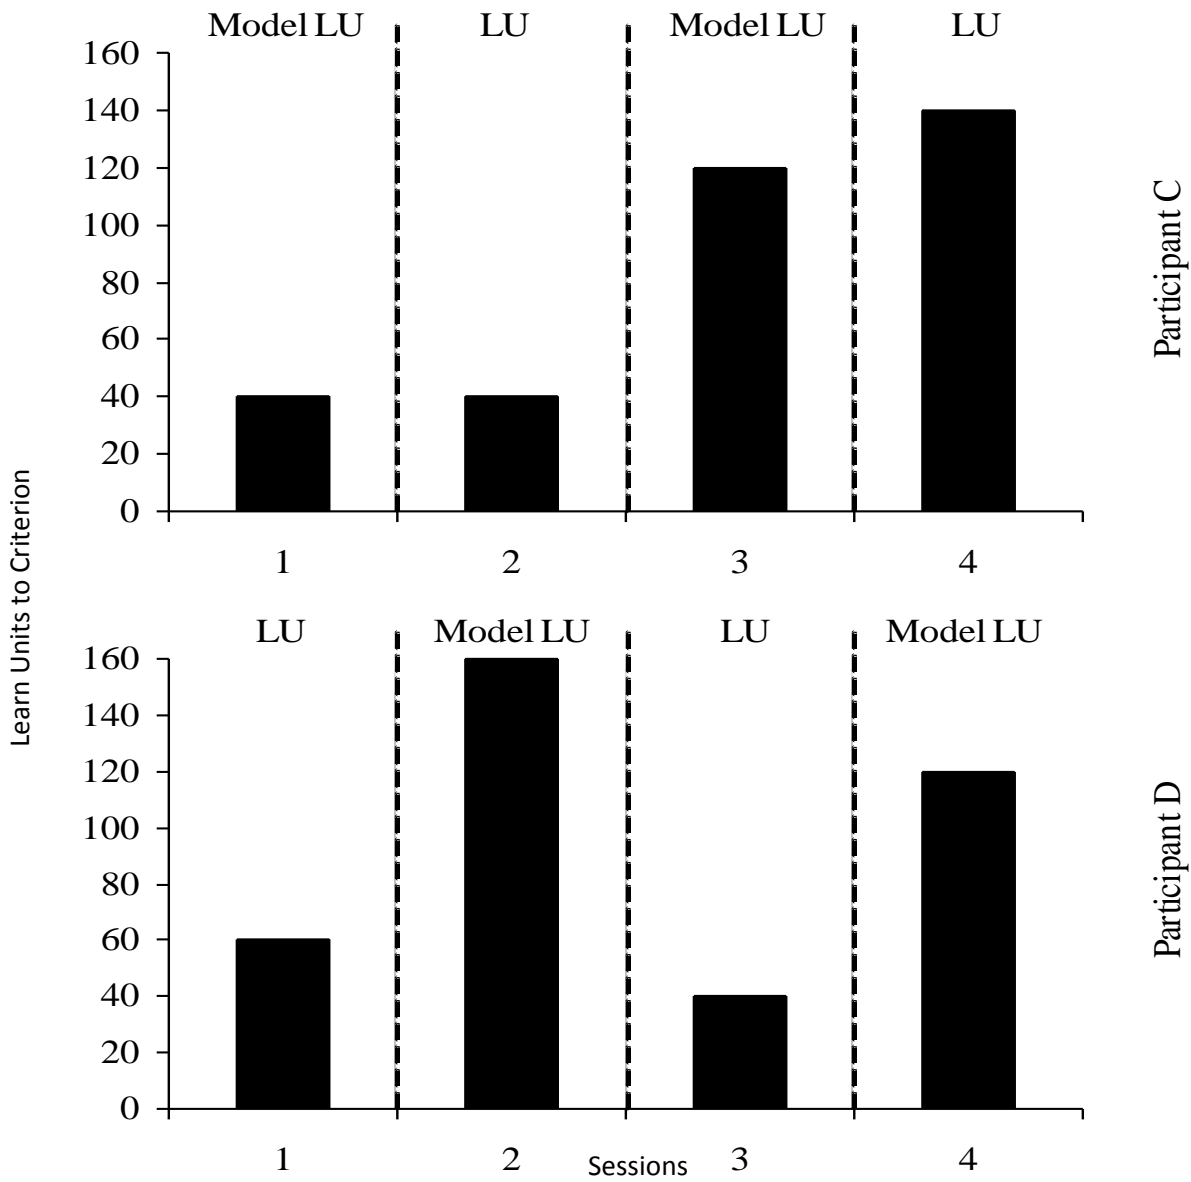 Model LU LU Model LU LU
160
140
120
100
80
60
40
20
0
1 2 3 4
Participant C
Learn Units to Criterion
LU Model LU LU Model LU
160
140
120
100
80
60
40
20
0
1 2 3 4
Sessions
Participant D